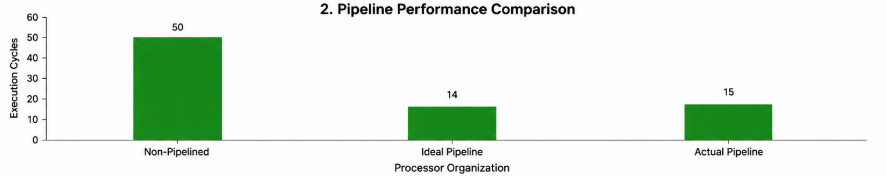 2. Pipeline Performance Comparison
Execution Cycles
60
50
40
30
20
10
0
50
14
15
Non-Pipelined
Ideal Pipeline
Actual Pipeline
Processor Organization